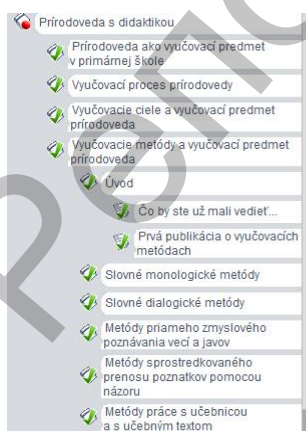 Prírodoveda s didaktikou
Prírodoveda ako vyučovací predmet
v primárnej škole
Vyučovací proces prírodovedy
Vyučovacie ciele a vyučovací predmet
prírodoveda
Vyučovacie metódy a vyučovací predmet
prírodoveda
Úvod
Čo by ste už mali vedieť...
Prvá publikácia o vyučovacích
metódach
Slovné monologické metódy
Slovné dialogické metódy
Metódy priameho zmyslového
poznávania vecí a javov
Metódy sprostredkovaného
prenosu poznatkov pomocou
názoru
Metódy práce s učebnicou
a s učebným textom